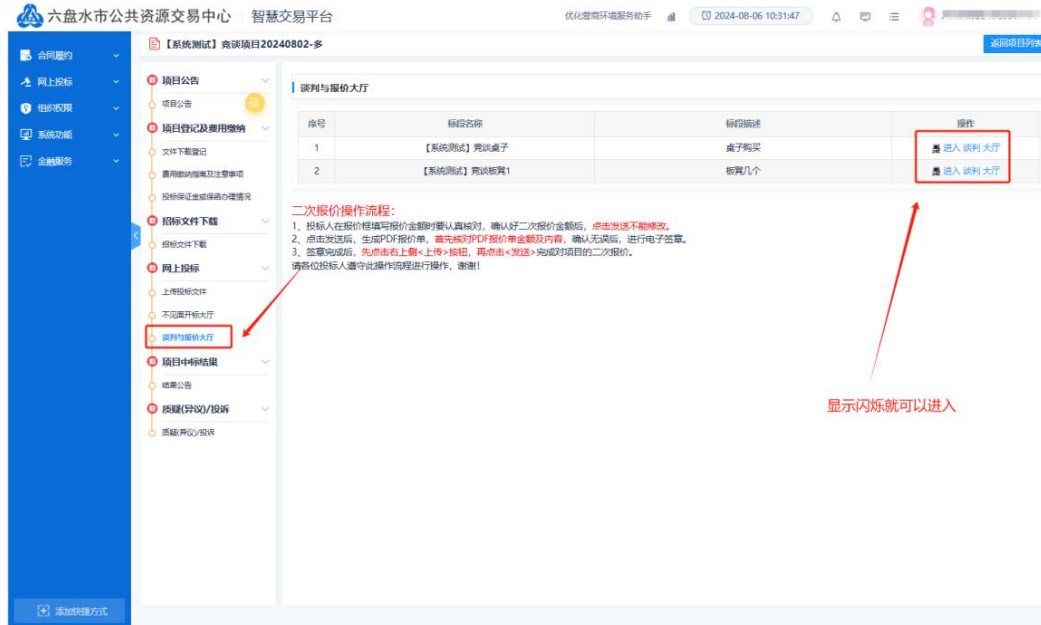 六盘水市公共资源交易中心 智慧交易平台
优化营商环境服务助手
2024-08-06 10:31:47
【系统测试】竞谈项目20240802-多
返回项目列表
合同履约
网上投标
组织权限
系统功能
金融服务
添加快捷方式
项目公告
项目公告
项目登记及费用缴纳
文件下载登记
费用缴纳指南及注意事项
投标保证金或保函办理情况
招标文件下载
招标文件下载
网上投标
上传投标文件
不见面开标大厅
谈判与报价大厅
项目中标结果
结果公告
质疑(异议)/投诉
质疑(异议)/投诉
谈判与报价大厅
序号 标段名称 标段描述 操作
1 【系统测试】竞谈桌子 桌子购买 进入 谈判 大厅
2 【系统测试】竞谈板凳1 板凳几个 进入 谈判 大厅
二次报价操作流程：
1、投标人在报价框填写报价金额时要认真核对，确认好二次报价金额后，点击发送不能修改。
2、点击发送后，生成PDF报价单，首先核对PDF报价单金额及内容，确认无误后，进行电子签章。
3、签章完成后，先点击右上侧<上传>按钮，再点击<发送>完成对项目的二次报价。
请各位投标人遵守此操作流程进行操作，谢谢！
显示闪烁就可以进入